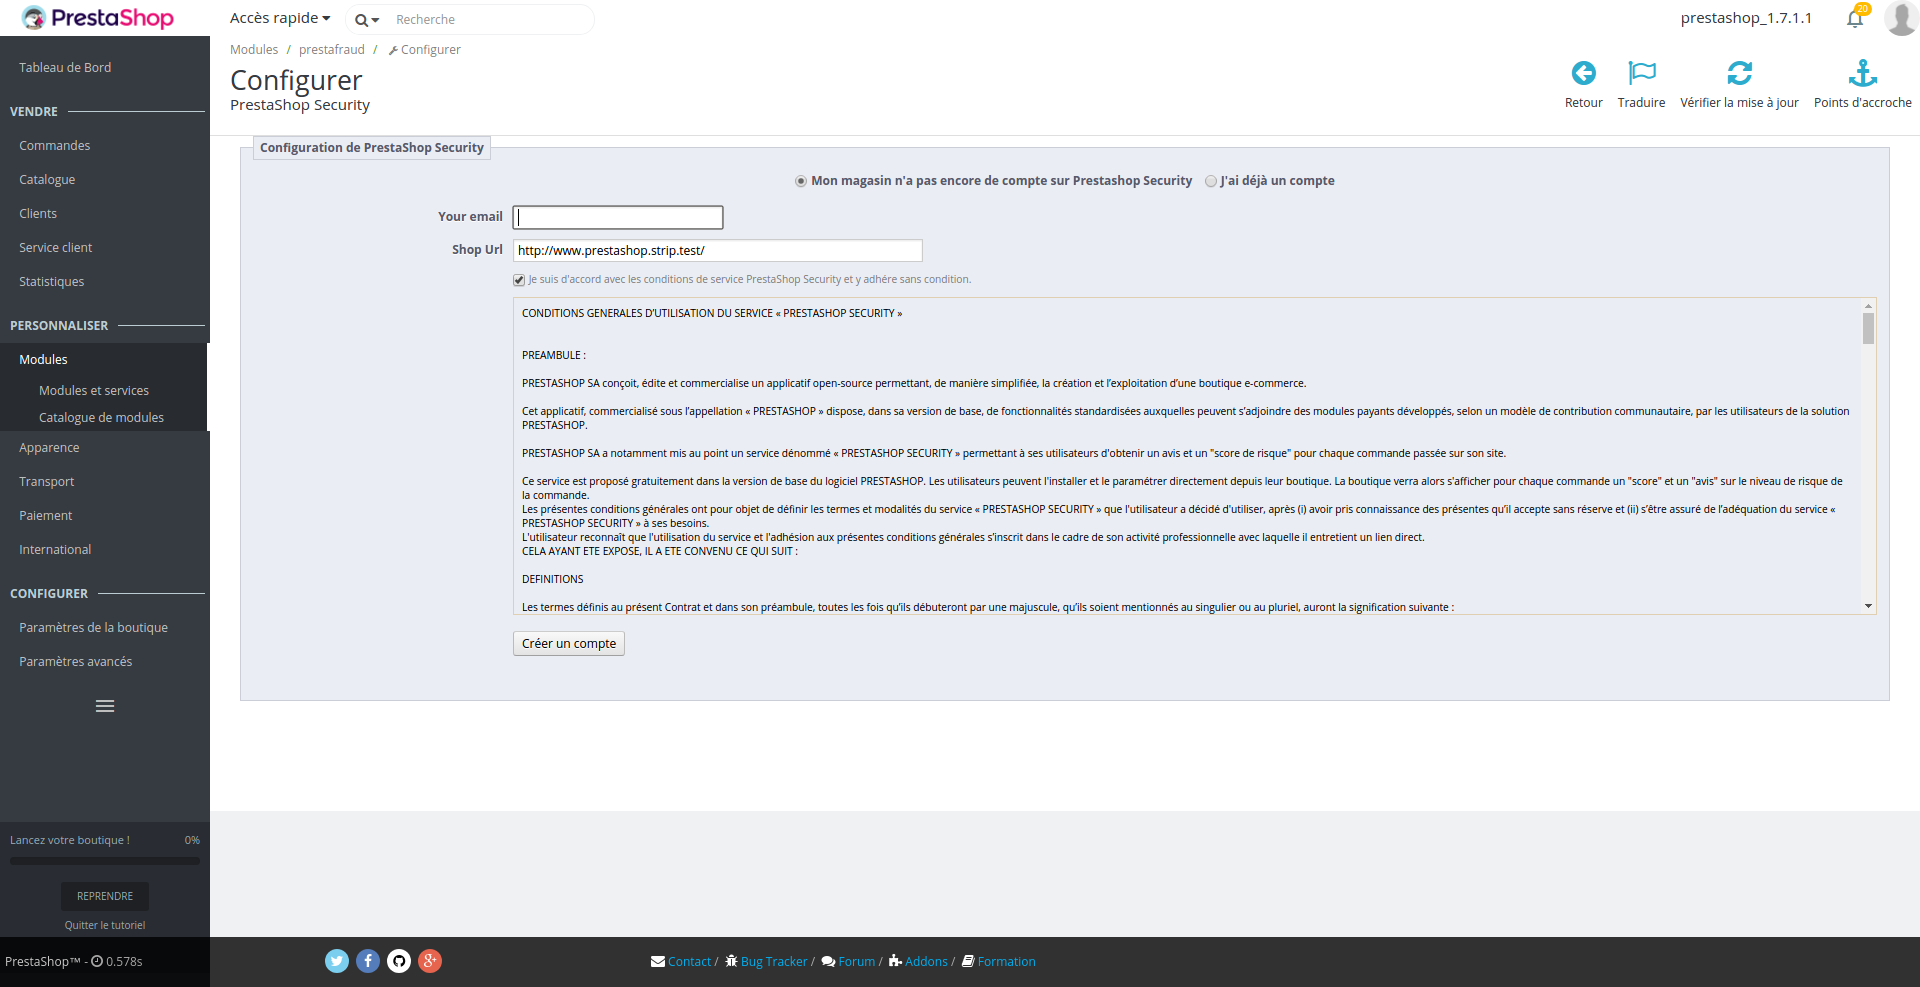 PrestaShop
Accès rapide
Recherche
prestashop_1.7.1.1
20
Modules / prestafraud / Configurer
Configurer
PrestaShop Security
Retour
Traduire
Vérifier la mise à jour
Points d'accroche
Tableau de Bord
VENDRE
Commandes
Catalogue
Clients
Service client
Statistiques
PERSONNALISER
Modules
Modules et services
Catalogue de modules
Apparence
Transport
Paiement
International
CONFIGURER
Paramètres de la boutique
Paramètres avancés
Lancez votre boutique ! 0%
REPRENDRE
Quitter le tutoriel
PrestaShop™ - 0.578s
Configuration de PrestaShop Security
Mon magasin n'a pas encore de compte sur Prestashop Security J'ai déjà un compte
Your email
Shop Url http://www.prestashop.strip.test/
Je suis d'accord avec les conditions de service PrestaShop Security et y adhére sans condition.
CONDITIONS GENERALES D'UTILISATION DU SERVICE « PRESTASHOP SECURITY »
PREAMBULE :
PRESTASHOP SA conçoit, édite et commercialise un applicatif open-source permettant, de manière simplifiée, la création et l'exploitation d'une boutique e-commerce.
Cet applicatif, commercialisé sous l'appellation « PRESTASHOP » dispose, dans sa version de base, de fonctionnalités standardisées auxquelles peuvent s'adjoindre des modules payants développés, selon un modèle de contribution communautaire, par les utilisateurs de la solution
PRESTASHOP.
PRESTASHOP SA a notamment mis au point un service dénommé « PRESTASHOP SECURITY » permettant à ses utilisateurs d'obtenir un avis et un "score de risque" pour chaque commande passée sur son site.
Ce service est proposé gratuitement dans la version de base du logiciel PRESTASHOP. Les utilisateurs peuvent l'installer et le paramétrer directement depuis leur boutique. La boutique verra alors s'afficher pour chaque commande un "score" et un "avis" sur le niveau de risque de
la commande.
Les présentes conditions générales ont pour objet de définir les termes et modalités du service « PRESTASHOP SECURITY » que l'utilisateur a décidé d'utiliser, après (i) avoir pris connaissance des présentes qu'il accepte sans réserve et (ii) s'être assuré de l'adéquation du service «
PRESTASHOP SECURITY » à ses besoins.
L'utilisateur reconnaît que l'utilisation du service et l'adhésion aux présentes conditions générales s'inscrit dans le cadre de son activité professionnelle avec laquelle il entretient un lien direct.
CELA AYANT ETE EXPOSE, IL A ETE CONVENU CE QUI SUIT :
DEFINITIONS
Les termes définis au présent Contrat et dans son préambule, toutes les fois qu'ils débuteront par une majuscule, qu'ils soient mentionnés au singulier ou au pluriel, auront la signification suivante :
Créer un compte
Contact / Bug Tracker / Forum / Addons / Formation